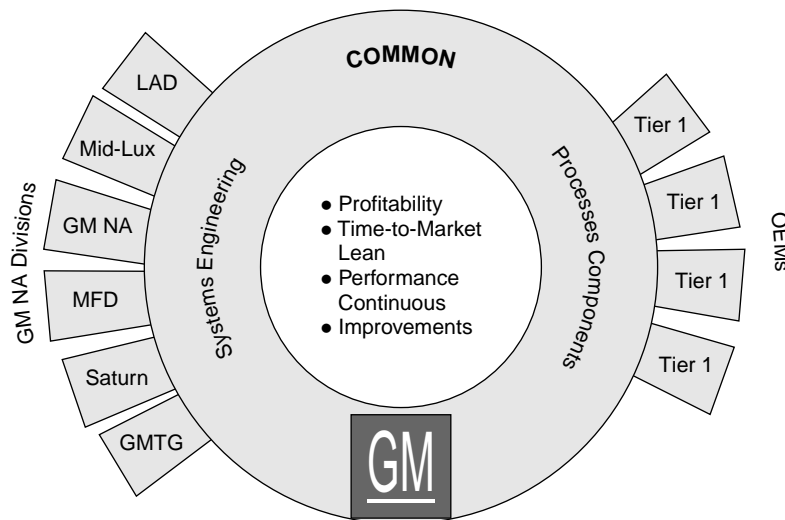 COMMON
LAD
Mid-Lux
GM NA
MFD
Saturn
GMTG
GM NA Divisions
Systems Engineering
● Profitability
● Time-to-Market
Lean
● Performance
Continuous
● Improvements
Processes Components
Tier 1
Tier 1
Tier 1
Tier 1
OEMs
GM